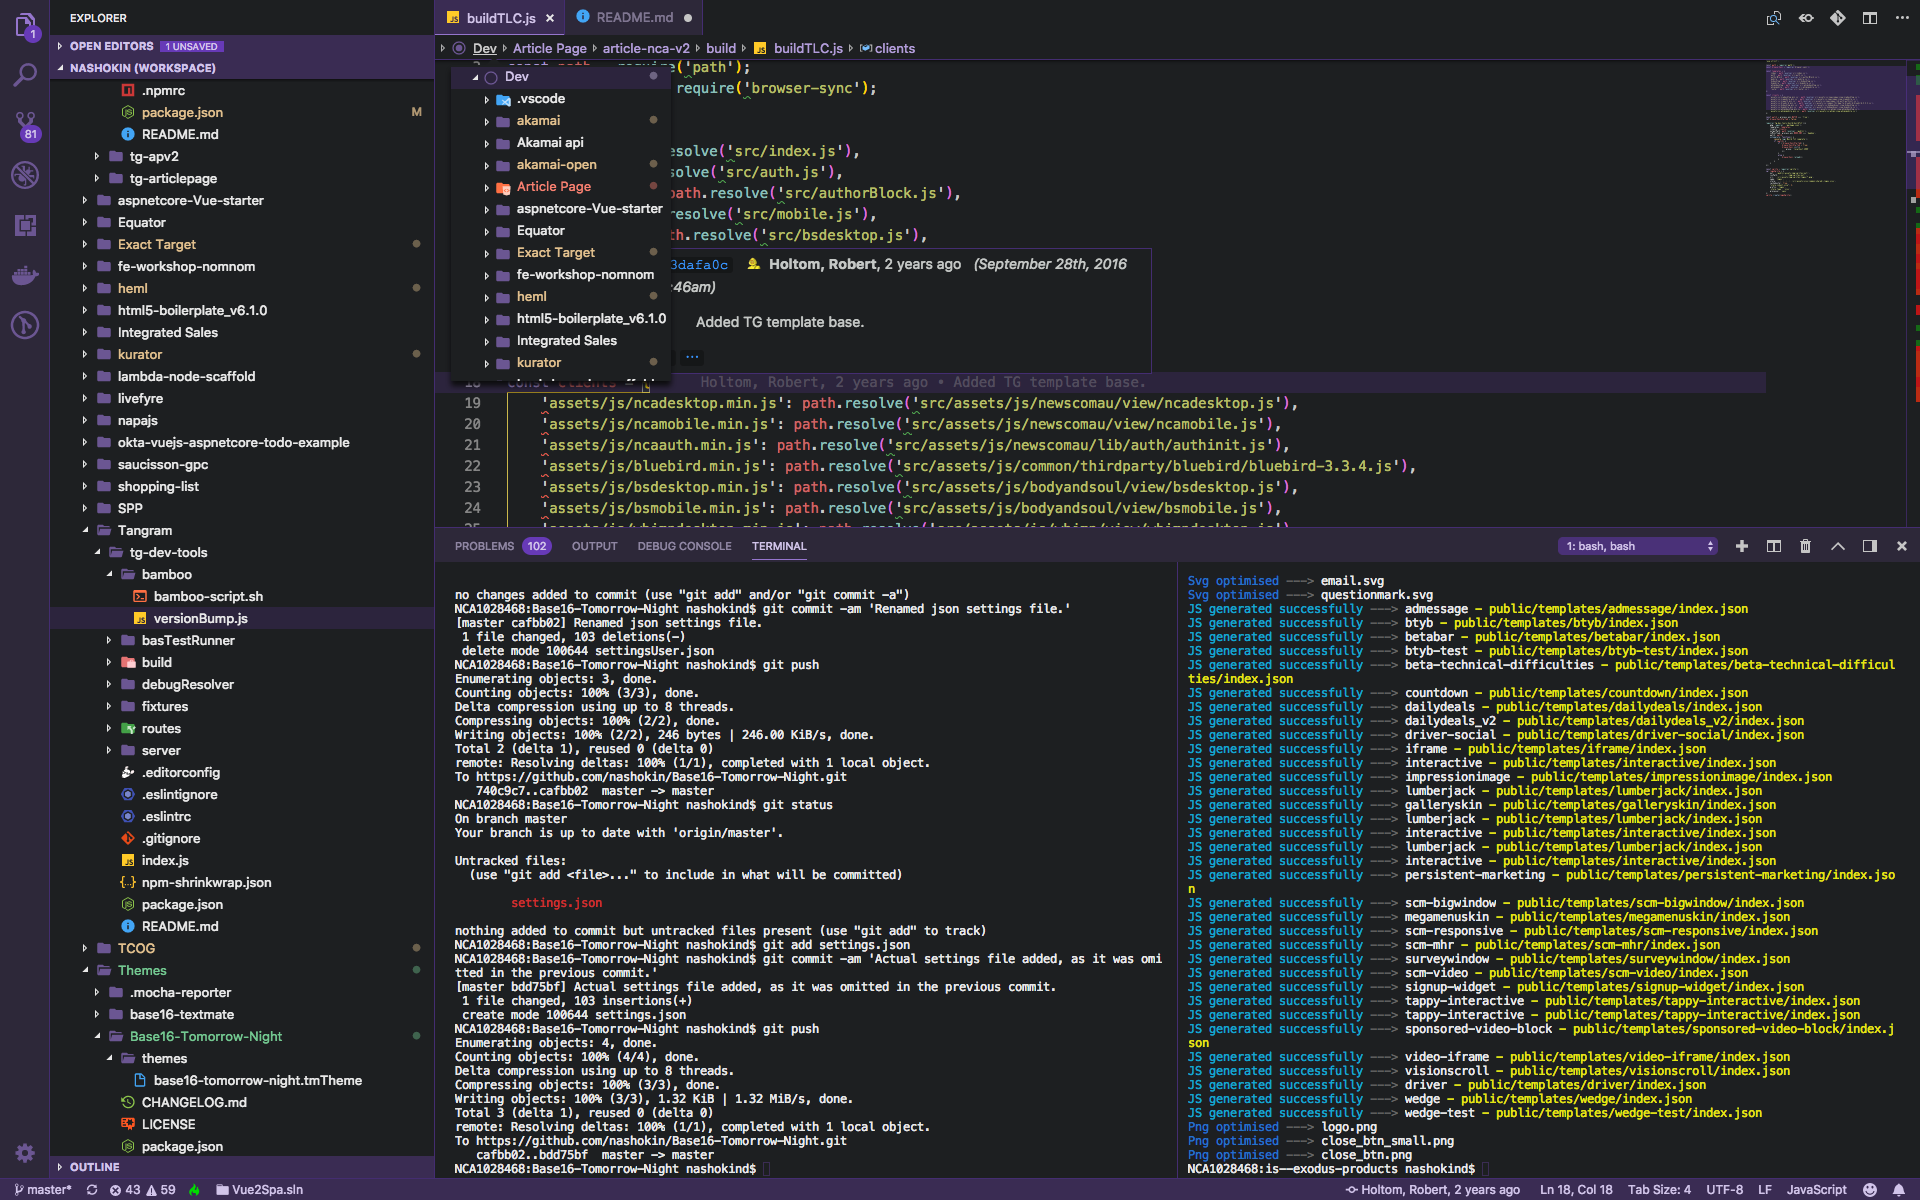 EXPLORER
OPEN EDITORS 1 UNSAVED
NASHOKIN (WORKSPACE)
.npmrc
package.json M
README.md
tg-apv2
tg-articlepage
aspnetcore-Vue-starter
Equator
Exact Target
fe-workshop-nomnom
heml
html5-boilerplate_v6.1.0
Integrated Sales
kurator
lambda-node-scaffold
livefyre
napajs
okta-vuejs-aspnetcore-todo-example
saucisson-gpc
shopping-list
SPP
Tangram
tg-dev-tools
bamboo
bamboo-script.sh
versionBump.js
basTestRunner
build
debugResolver
fixtures
routes
server
.editorconfig
.eslintignore
.eslintrc
.gitignore
index.js
npm-shrinkwrap.json
package.json
README.md
TCOG
Themes
.mocha-reporter
base16-textmate
Base16-Tomorrow-Night
themes
base16-tomorrow-night.tmTheme
CHANGELOG.md
LICENSE
package.json
OUTLINE
1
81
buildTLC.js
README.md
Dev Article Page article-nca-v2 build buildTLC.js clients
Dev
.vscode
akamai
Akamai api
akamai-open
Article Page
aspnetcore-Vue-starter
Equator
Exact Target
fe-workshop-nomnom
heml
html5-boilerplate_v6.1.0
Integrated Sales
kurator
('path');
require('browser-sync');
esolve('src/index.js'),
solve('src/auth.js'),
path.resolve('src/authorBlock.js'),
resolve('src/mobile.js'),
th.resolve('src/bsdesktop.js'),
3dafa0c Holtom, Robert, 2 years ago (September 28th, 2016
:46am)
Added TG template base.
...
18 const clients = { Holtom, Robert, 2 years ago • Added TG template base.
19 'assets/js/ncadesktop.min.js': path.resolve('src/assets/js/newscomau/view/ncadesktop.js'),
20 'assets/js/ncamobile.min.js': path.resolve('src/assets/js/newscomau/view/ncamobile.js'),
21 'assets/js/ncaauth.min.js': path.resolve('src/assets/js/newscomau/lib/auth/authinit.js'),
22 'assets/js/bluebird.min.js': path.resolve('src/assets/js/common/thirdparty/bluebird/bluebird-3.3.4.js'),
23 'assets/js/bsdesktop.min.js': path.resolve('src/assets/js/bodyandsoul/view/bsdesktop.js'),
24 'assets/js/bsmobile.min.js': path.resolve('src/assets/js/bodyandsoul/view/bsmobile.js'),
PROBLEMS 102 OUTPUT DEBUG CONSOLE TERMINAL 1: bash, bash
no changes added to commit (use "git add" and/or "git commit -a")
NCA1028468:Base16-Tomorrow-Night nashokind$ git commit -am 'Renamed json settings file.'
[master cafbb02] Renamed json settings file.
1 file changed, 103 deletions(-)
delete mode 100644 settingsUser.json
NCA1028468:Base16-Tomorrow-Night nashokind$ git push
Enumerating objects: 3, done.
Counting objects: 100% (3/3), done.
Delta compression using up to 8 threads.
Compressing objects: 100% (2/2), done.
Writing objects: 100% (2/2), 246 bytes | 246.00 KiB/s, done.
Total 2 (delta 1), reused 0 (delta 0)
remote: Resolving deltas: 100% (1/1), completed with 1 local object.
To https://github.com/nashokin/Base16-Tomorrow-Night.git
740c9c7..cafbb02 master -> master
NCA1028468:Base16-Tomorrow-Night nashokind$ git status
On branch master
Your branch is up to date with 'origin/master'.
Untracked files:
(use "git add <file>..." to include in what will be committed)
settings.json
nothing added to commit but untracked files present (use "git add" to track)
NCA1028468:Base16-Tomorrow-Night nashokind$ git add settings.json
NCA1028468:Base16-Tomorrow-Night nashokind$ git commit -am 'Actual settings file added, as it was omi
tted in the previous commit.'
[master bdd75bf] Actual settings file added, as it was omitted in the previous commit.
1 file changed, 103 insertions(+)
create mode 100644 settings.json
NCA1028468:Base16-Tomorrow-Night nashokind$ git push
Enumerating objects: 4, done.
Counting objects: 100% (4/4), done.
Delta compression using up to 8 threads.
Compressing objects: 100% (3/3), done.
Writing objects: 100% (3/3), 1.32 KiB | 1.32 MiB/s, done.
Total 3 (delta 1), reused 0 (delta 0)
remote: Resolving deltas: 100% (1/1), completed with 1 local object.
To https://github.com/nashokin/Base16-Tomorrow-Night.git
cafbb02..bdd75bf master -> master
NCA1028468:Base16-Tomorrow-Night nashokind$
Svg optimised ---> email.svg
Svg optimised ---> questionmark.svg
JS generated successfully ---> admessage - public/templates/admessage/index.json
JS generated successfully ---> btyb - public/templates/btyb/index.json
JS generated successfully ---> betabar - public/templates/betabar/index.json
JS generated successfully ---> btyb-test - public/templates/btyb-test/index.json
JS generated successfully ---> beta-technical-difficulties - public/templates/beta-technical-difficul
ties/index.json
JS generated successfully ---> countdown - public/templates/countdown/index.json
JS generated successfully ---> dailydeals - public/templates/dailydeals/index.json
JS generated successfully ---> dailydeals_v2 - public/templates/dailydeals_v2/index.json
JS generated successfully ---> driver-social - public/templates/driver-social/index.json
JS generated successfully ---> iframe - public/templates/iframe/index.json
JS generated successfully ---> interactive - public/templates/interactive/index.json
JS generated successfully ---> impressionimage - public/templates/impressionimage/index.json
JS generated successfully ---> lumberjack - public/templates/lumberjack/index.json
JS generated successfully ---> galleryskin - public/templates/galleryskin/index.json
JS generated successfully ---> lumberjack - public/templates/lumberjack/index.json
JS generated successfully ---> interactive - public/templates/interactive/index.json
JS generated successfully ---> lumberjack - public/templates/lumberjack/index.json
JS generated successfully ---> interactive - public/templates/interactive/index.json
JS generated successfully ---> persistent-marketing - public/templates/persistent-marketing/index.jso
n
JS generated successfully ---> scm-bigwindow - public/templates/scm-bigwindow/index.json
JS generated successfully ---> megamenuskin - public/templates/megamenuskin/index.json
JS generated successfully ---> scm-responsive - public/templates/scm-responsive/index.json
JS generated successfully ---> scm-mhr - public/templates/scm-mhr/index.json
JS generated successfully ---> surveywindow - public/templates/surveywindow/index.json
JS generated successfully ---> scm-video - public/templates/scm-video/index.json
JS generated successfully ---> signup-widget - public/templates/signup-widget/index.json
JS generated successfully ---> tappy-interactive - public/templates/tappy-interactive/index.json
JS generated successfully ---> tappy-interactive - public/templates/tappy-interactive/index.json
JS generated successfully ---> sponsored-video-block - public/templates/sponsored-video-block/index.j
son
JS generated successfully ---> video-iframe - public/templates/video-iframe/index.json
JS generated successfully ---> visionscroll - public/templates/visionscroll/index.json
JS generated successfully ---> driver - public/templates/driver/index.json
JS generated successfully ---> wedge - public/templates/wedge/index.json
JS generated successfully ---> wedge-test - public/templates/wedge-test/index.json
Png optimised ---> logo.png
Png optimised ---> close_btn_small.png
Png optimised ---> close_btn.png
NCA1028468:is--exodus-products nashokind$
master* 43 59 Vue2Spa.sln Holtom, Robert, 2 years ago Ln 18, Col 18 Tab Size: 4 UTF-8 LF JavaScript